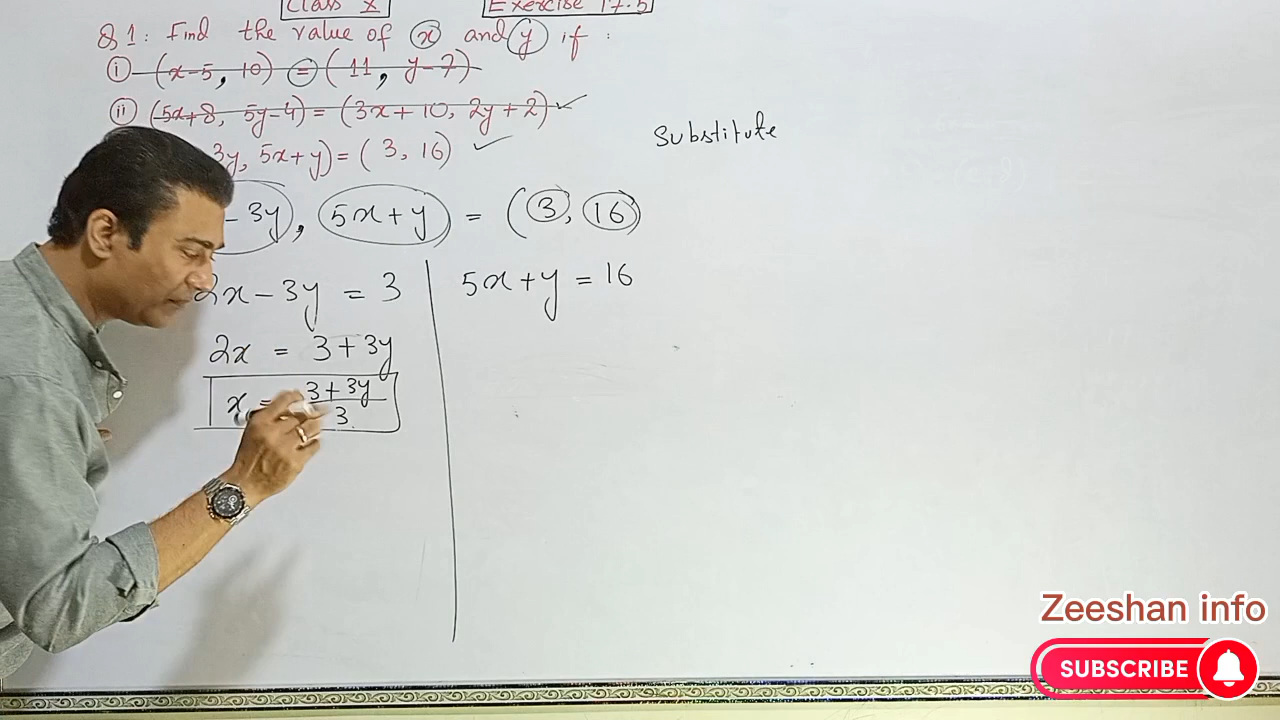 Class X Exercise 17.5
Q 1: Find the value of x and y if :
i (x-5, 10) = (11, y-7)
ii (5x+8, 5y-4) = (3x+10, 2y+2)
3y, 5x+y) = (3, 16)
Substitute
- 3y, 5x+y) = (3, 16)
2x - 3y = 3
5x + y = 16
2x = 3 + 3y
x = 3 + 3y / 3
Zeeshan info
SUBSCRIBE